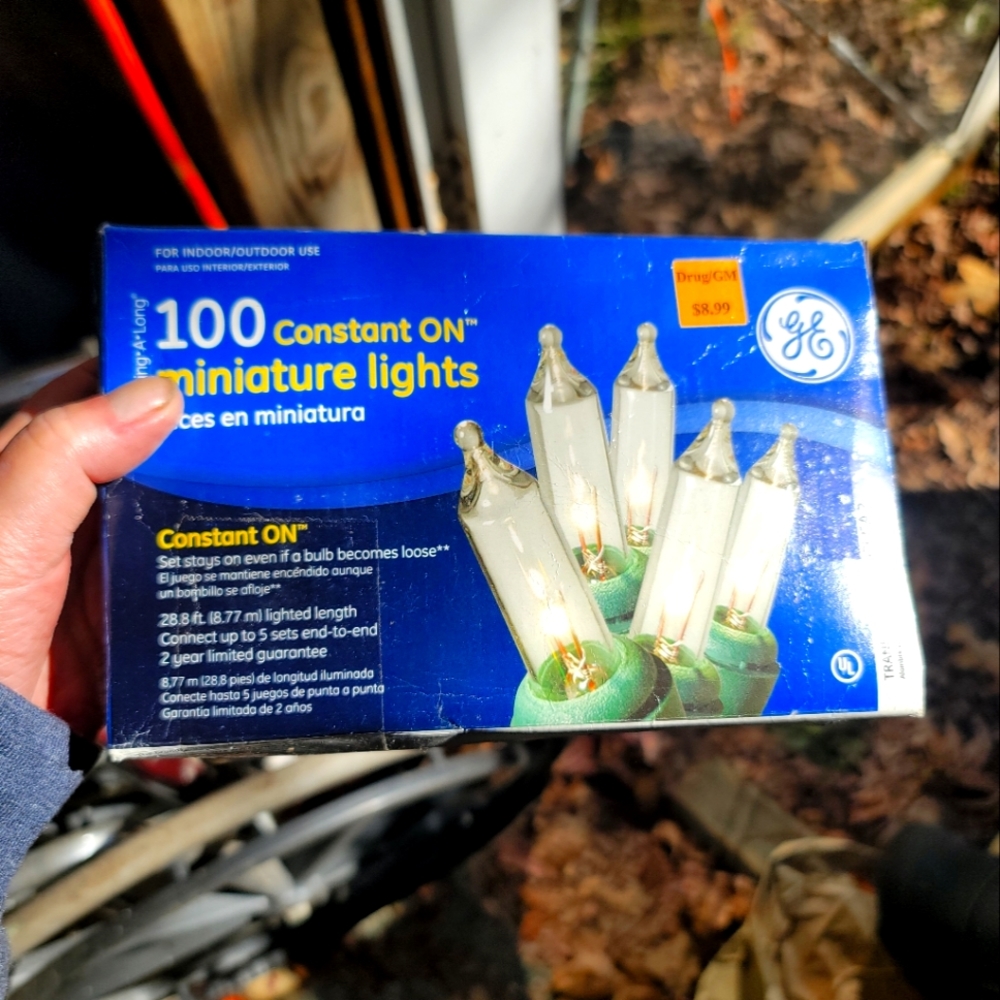 FOR INDOOR/OUTDOOR USE
PARA USO INTERIOR/EXTERIOR
100 Constant ON™
miniature lights
en miniatura
Drug/GM
$8.99
GE
Constant ON™
Set stays on even if a bulb becomes loose**
El juego se mantiene encéndido aunque
un bombillo se afloje**
28.8 ft. (8.77 m) lighted length
Connect up to 5 sets end-to-end
2 year limited guarantee
8,77 m (28,8 pies) de longitud iluminada
Conecte hasta 5 juegos de punta a punta
Garantía limitada de 2 años
UL